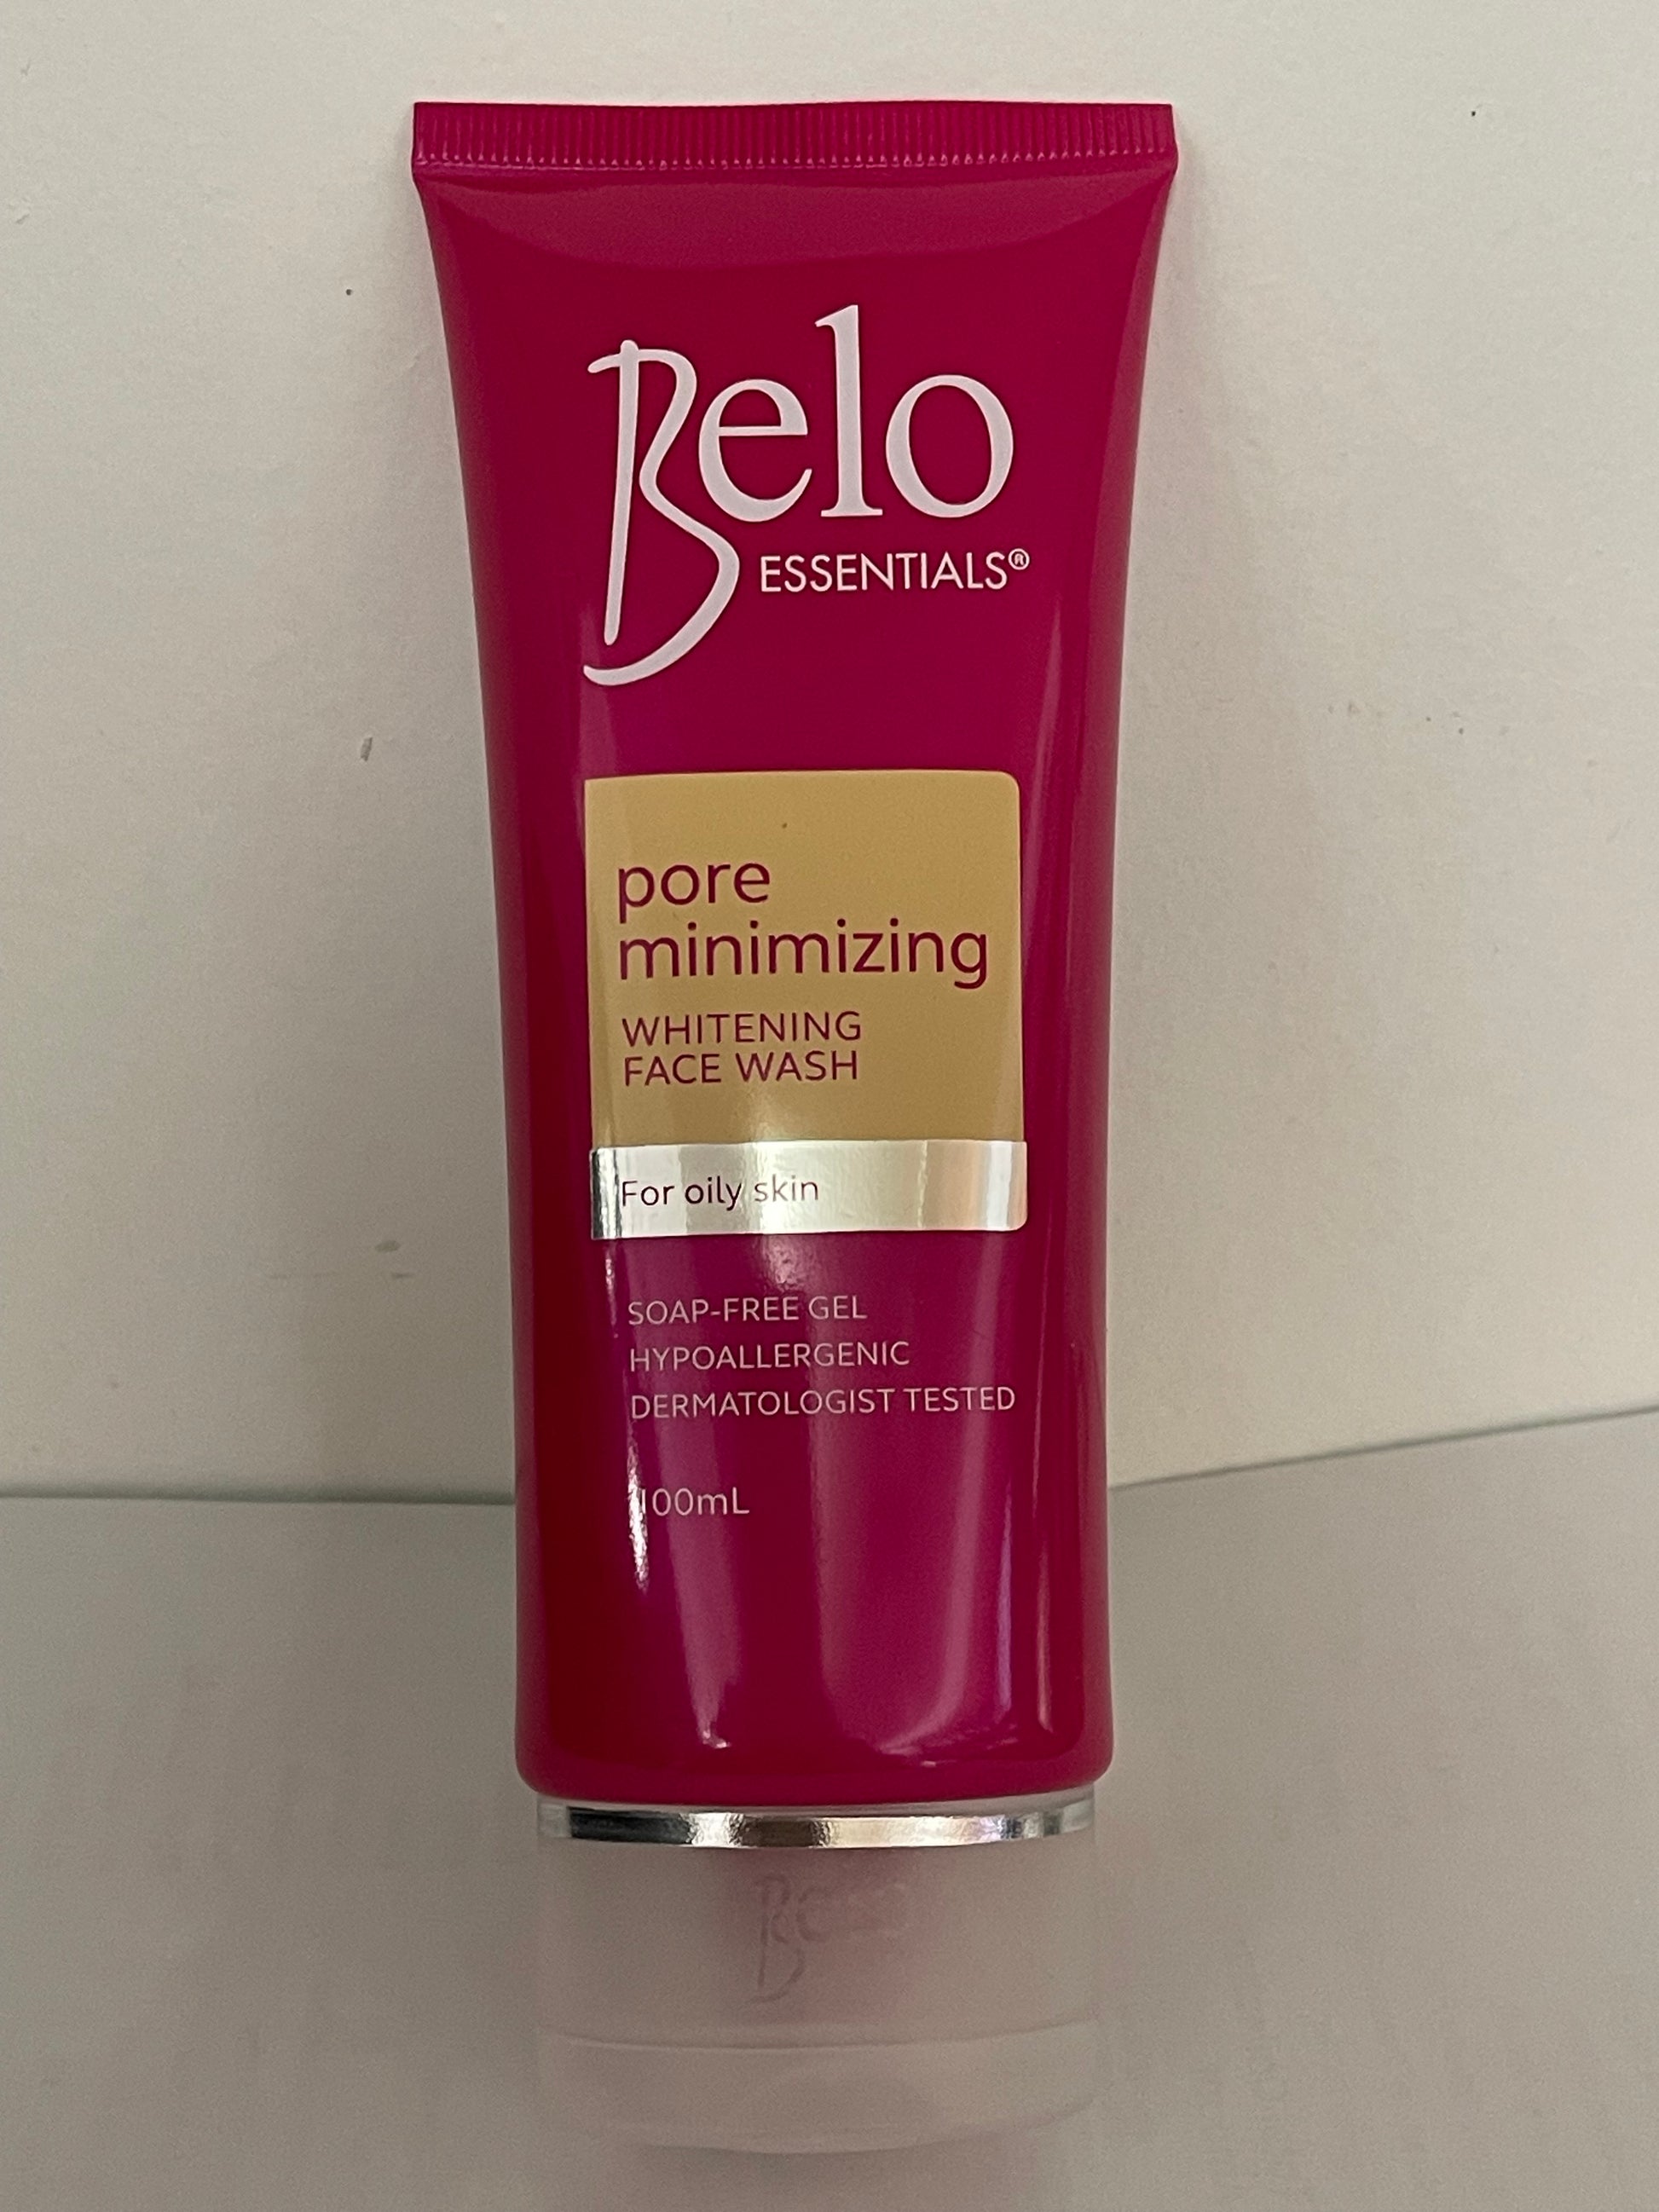 Belo
ESSENTIALS®
pore
minimizing
WHITENING
FACE WASH
For oily skin
SOAP-FREE GEL
HYPOALLERGENIC
DERMATOLOGIST TESTED
100mL
Belo